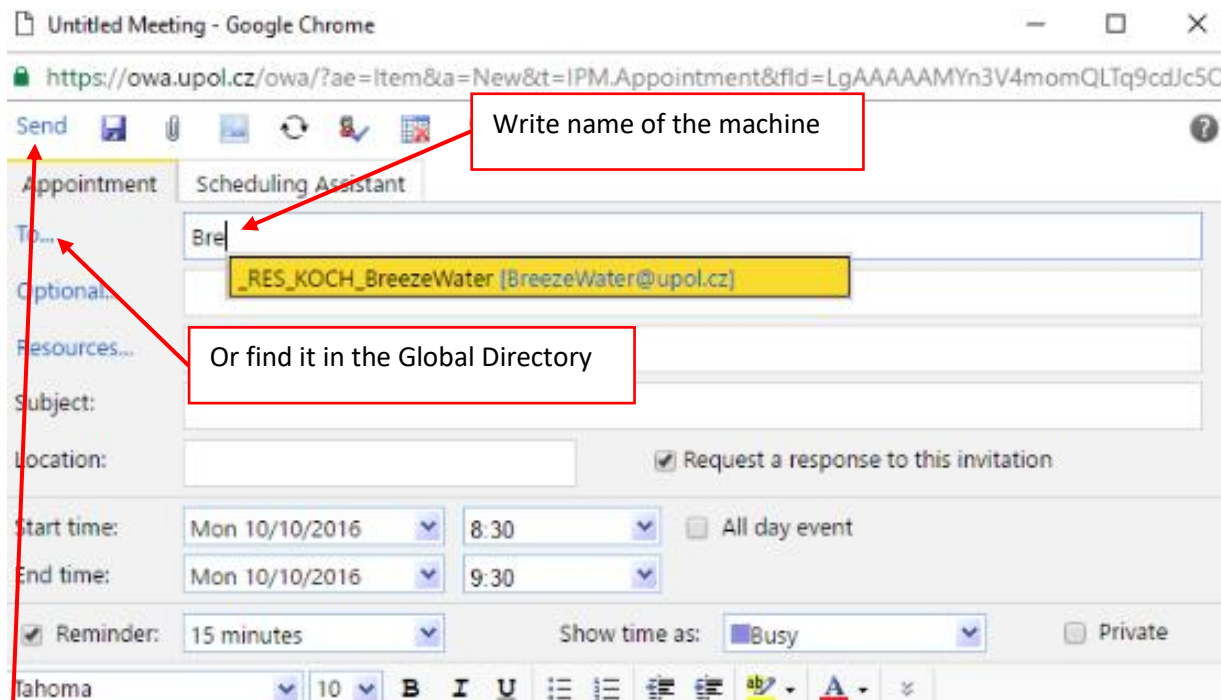 Untitled Meeting - Google Chrome
https://owa.upol.cz/owa/?ae=Item&a=New&t=IPM.Appointment&fId=LgAAAAAMYn3V4momQLTq9cdJc5O
Send
Write name of the machine
Appointment Scheduling Assistant
To... Bre
_RES_KOCH_BreezeWater [BreezeWater@upol.cz]
Optional...
Resources...
Or find it in the Global Directory
Subject:
Location: Request a response to this invitation
Start time: Mon 10/10/2016 8:30 All day event
End time: Mon 10/10/2016 9:30
Reminder: 15 minutes Show time as: Busy Private
Tahoma 10 B I U ab A